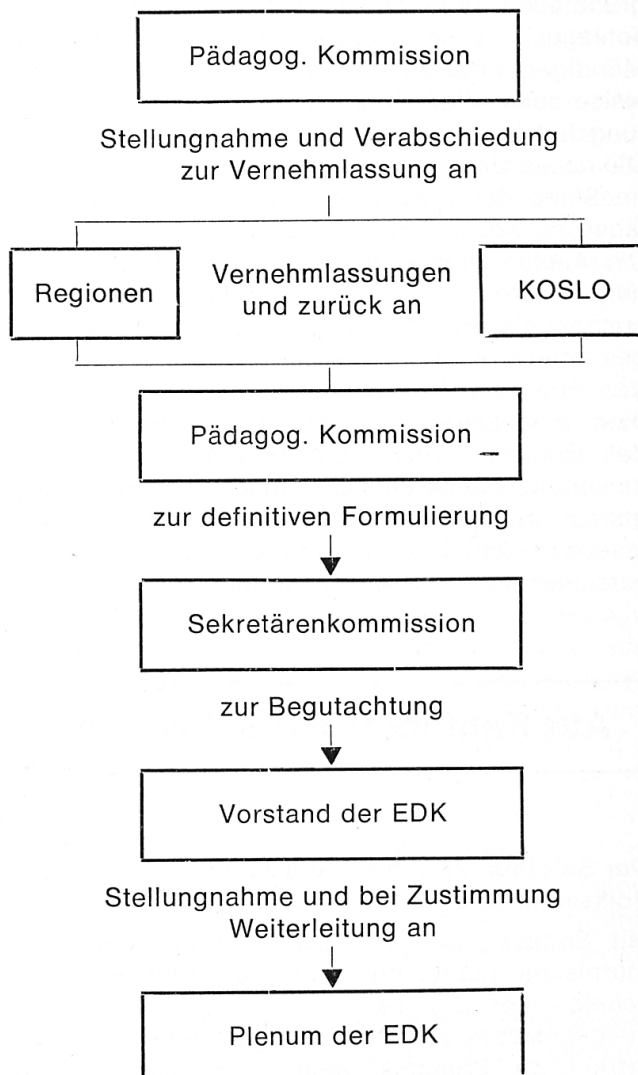 Pädagog. Kommission
Stellungnahme und Verabschiedung
zur Vernehmlassung an
Regionen
Vernehmlassungen
und zurück an
KOSLO
Pädagog. Kommission
zur definitiven Formulierung
Sekretärenkommission
zur Begutachtung
Vorstand der EDK
Stellungnahme und bei Zustimmung
Weiterleitung an
Plenum der EDK